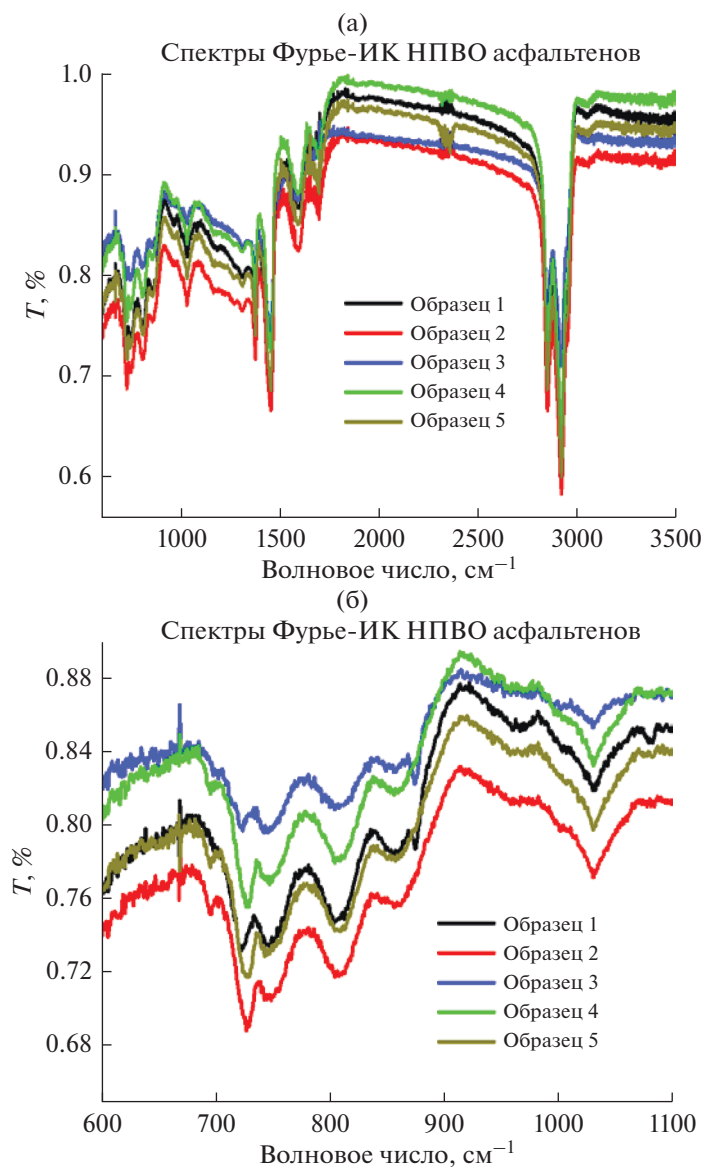 (а)
Спектры Фурье-ИК НПВО асфальтенов
1.0
0.9
0.8
0.7
0.6
T, %
Образец 1
Образец 2
Образец 3
Образец 4
Образец 5
1000 1500 2000 2500 3000 3500
Волновое число, см⁻¹
(б)
Спектры Фурье-ИК НПВО асфальтенов
0.88
0.84
0.80
0.76
0.72
0.68
T, %
Образец 1
Образец 2
Образец 3
Образец 4
Образец 5
600 700 800 900 1000 1100
Волновое число, см⁻¹